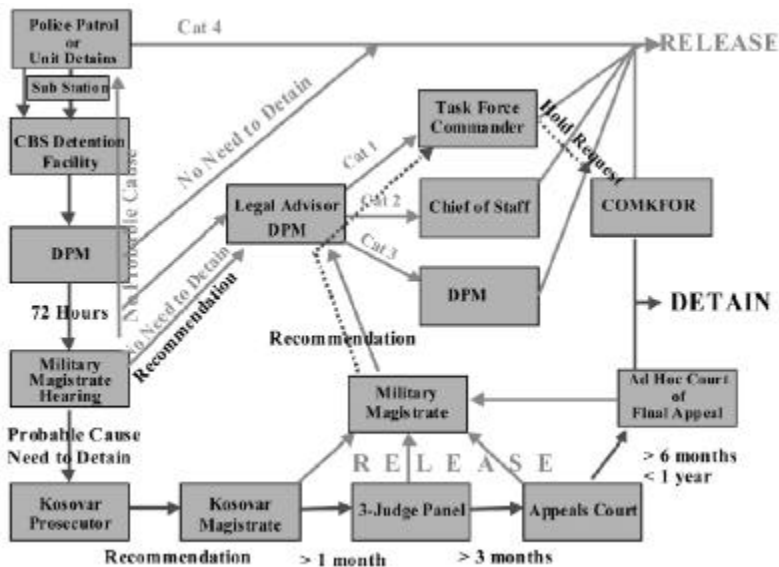 Police Patrol
or
Unit Detains
Cat 4
RELEASE
Sub Station
CBS Detention
Facility
No Probable Cause
No Need to Detain
Task Force
Commander
Hold Request
Cat 1
Legal Advisor
DPM
Cat 2
Chief of Staff
COMKFOR
Cat 3
DPM
DPM
72 Hours
No Need to Detain
Recommendation
DETAIN
Recommendation
Military
Magistrate
Hearing
Military
Magistrate
Ad Hoc Court
of
Final Appeal
Probable Cause
Need to Detain
RELEASE
> 6 months
< 1 year
Kosovar
Prosecutor
Kosovar
Magistrate
3-Judge Panel
Appeals Court
Recommendation
> 1 month
> 3 months